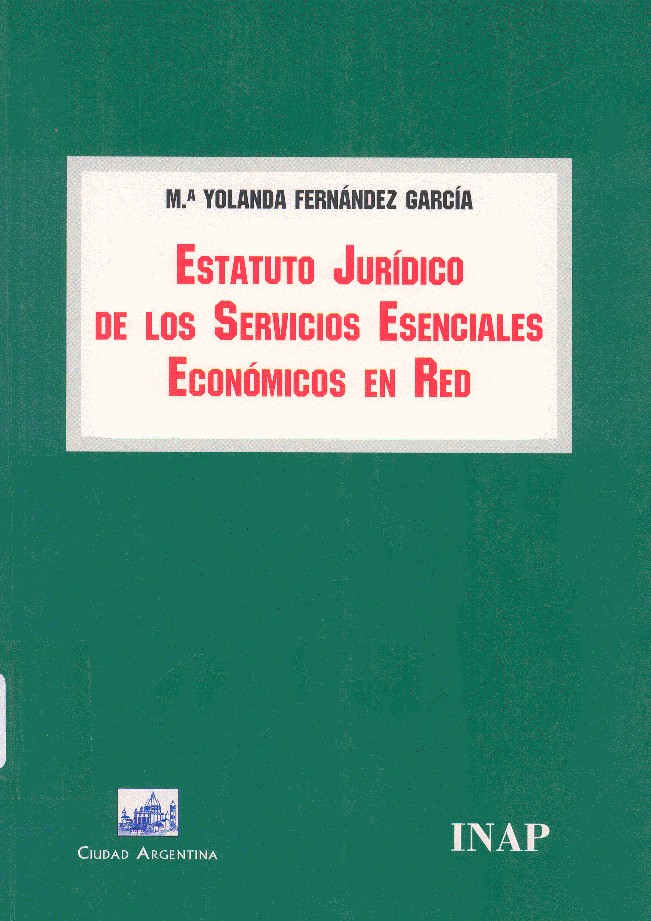 M.ª YOLANDA FERNÁNDEZ GARCÍA
ESTATUTO JURÍDICO
DE LOS SERVICIOS ESENCIALES
ECONÓMICOS EN RED
CIUDAD ARGENTINA
INAP